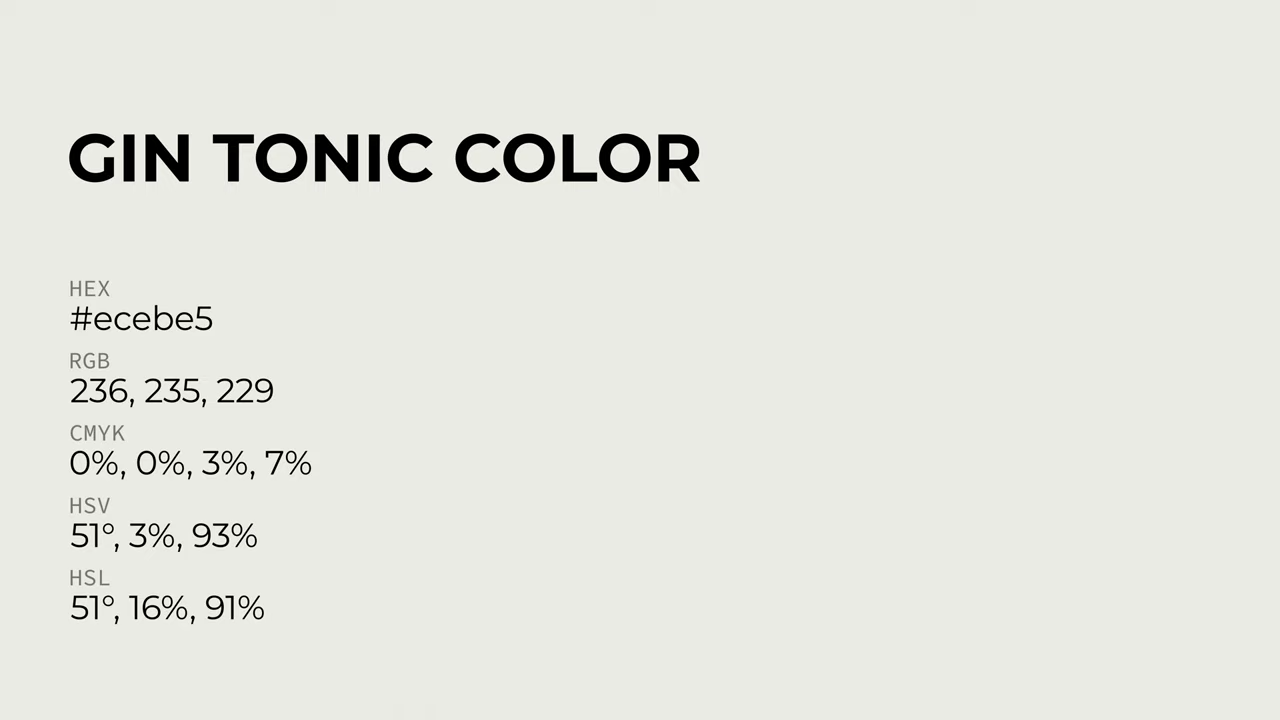 GIN TONIC COLOR
HEX
#ecebe5
RGB
236, 235, 229
CMYK
0%, 0%, 3%, 7%
HSV
51°, 3%, 93%
HSL
51°, 16%, 91%